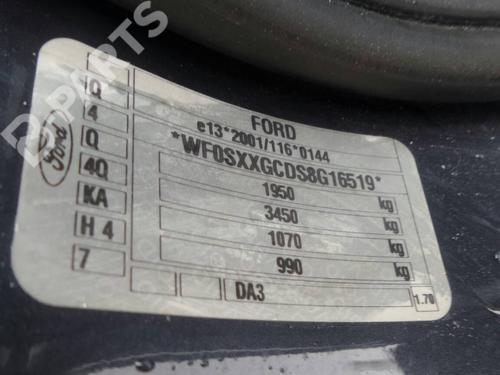 D-PARTS
FORD
e13*2001/116*0144
*WF0SXXGCDS8G16519*
1950 kg
3450 kg
1070 kg
990 kg
DA3
1.70
Q
4
Q
4Q
KA
H 4
7
Ford